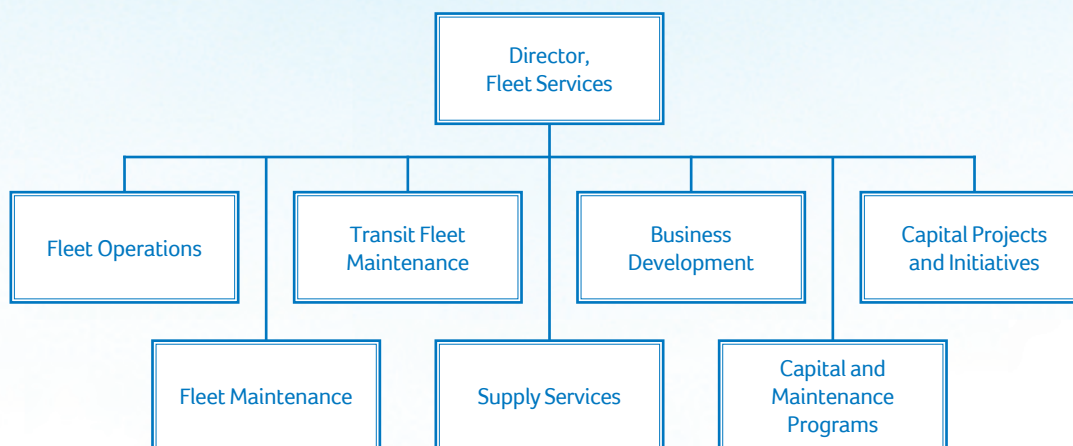 Director,
Fleet Services
Fleet Operations
Transit Fleet
Maintenance
Business
Development
Capital Projects
and Initiatives
Fleet Maintenance
Supply Services
Capital and
Maintenance
Programs